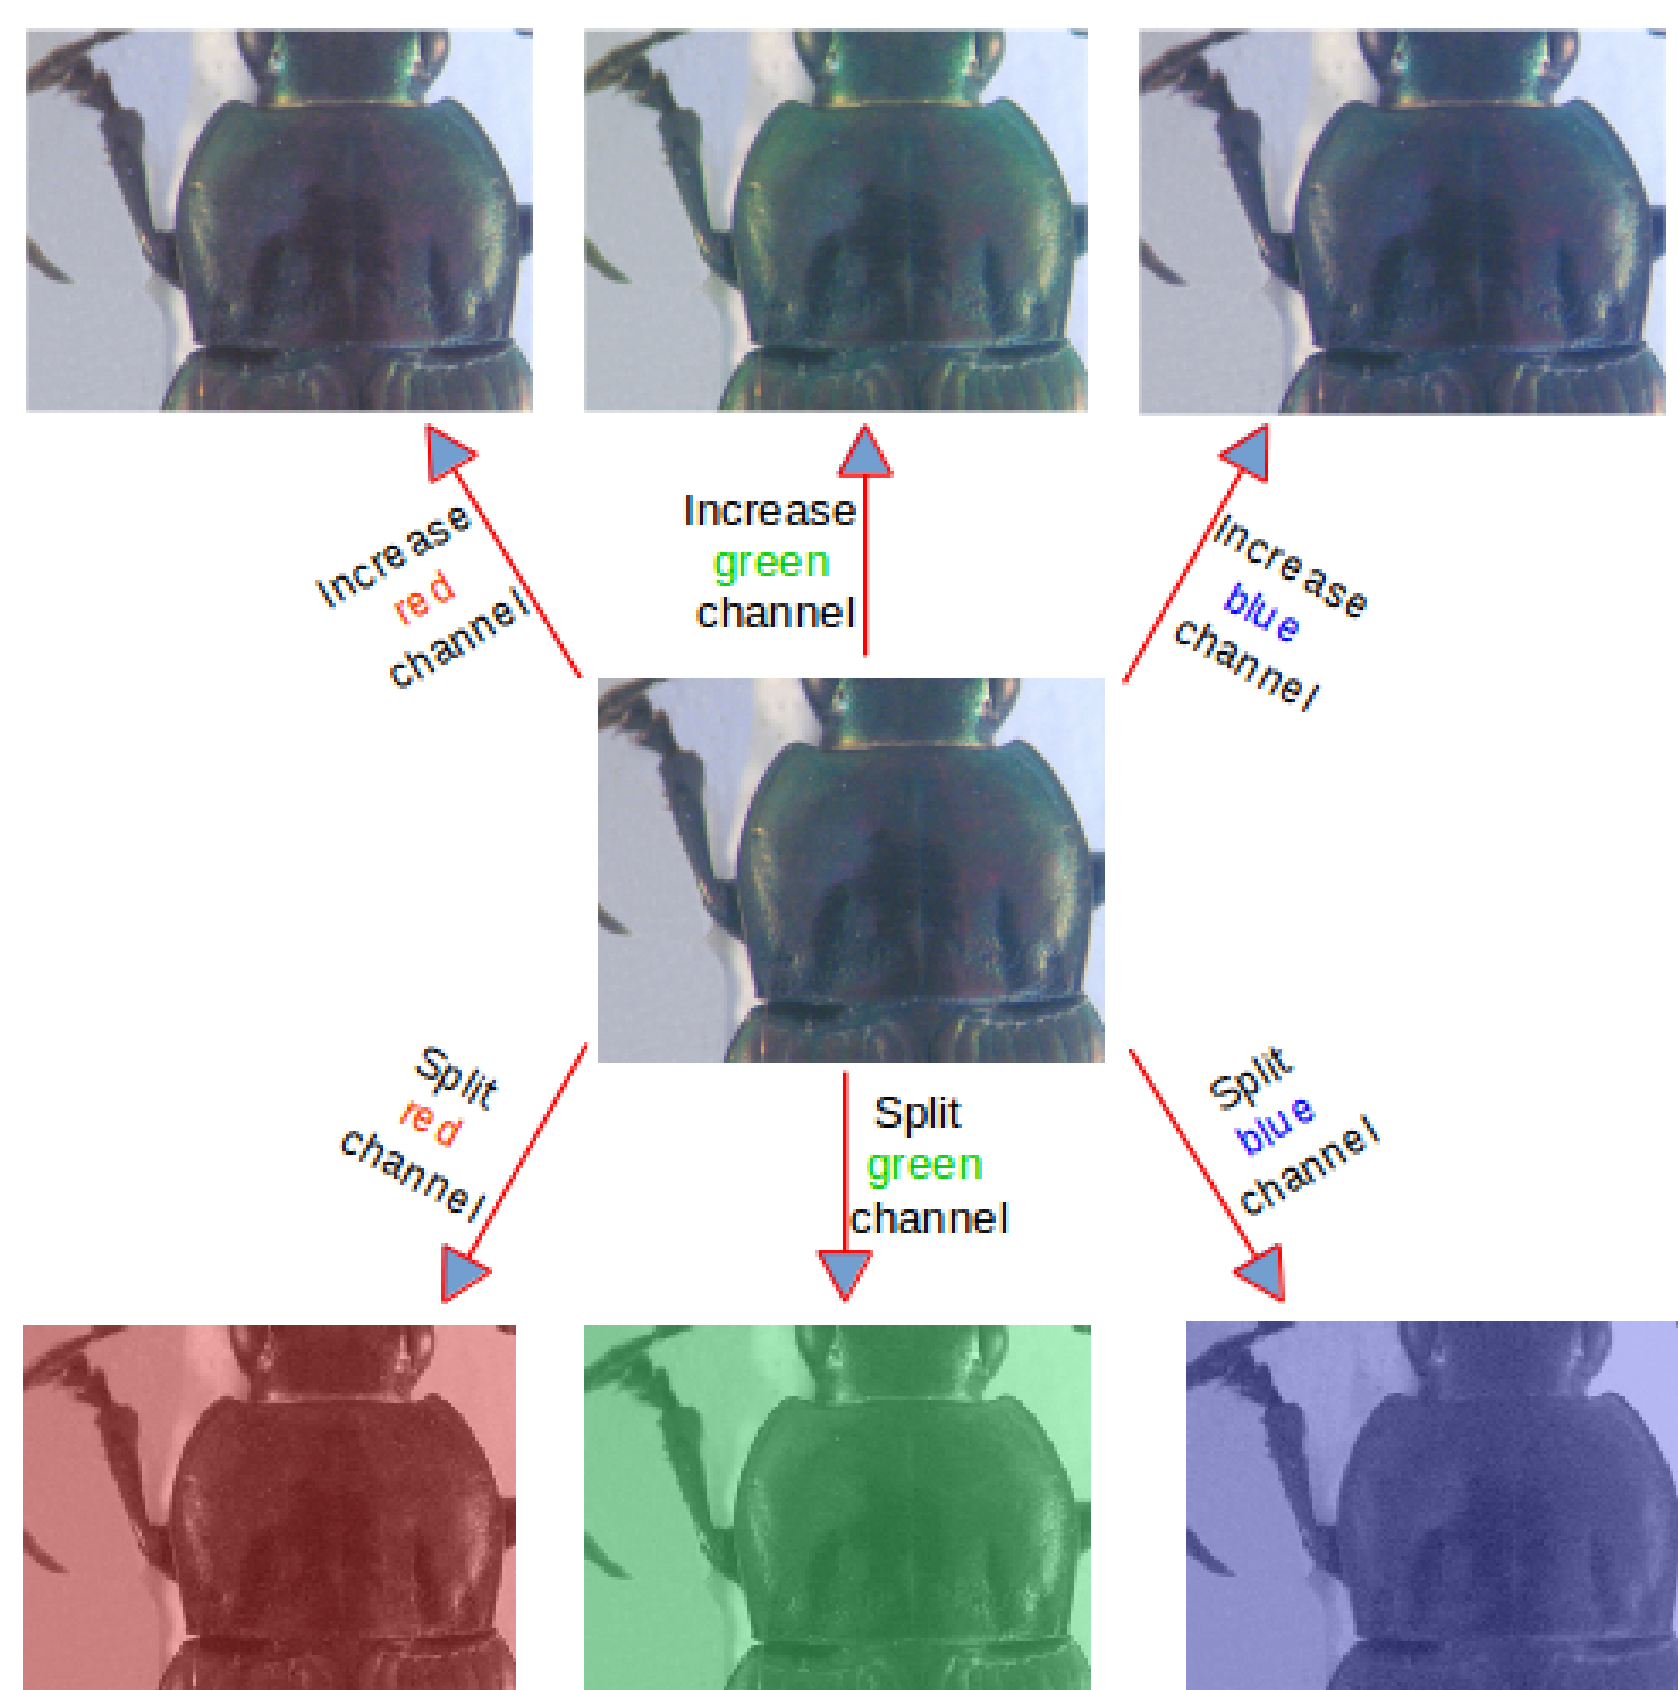 Increase
red
channel
Increase
green
channel
Increase
blue
channel
Split
red
channel
Split
green
channel
Split
blue
channel